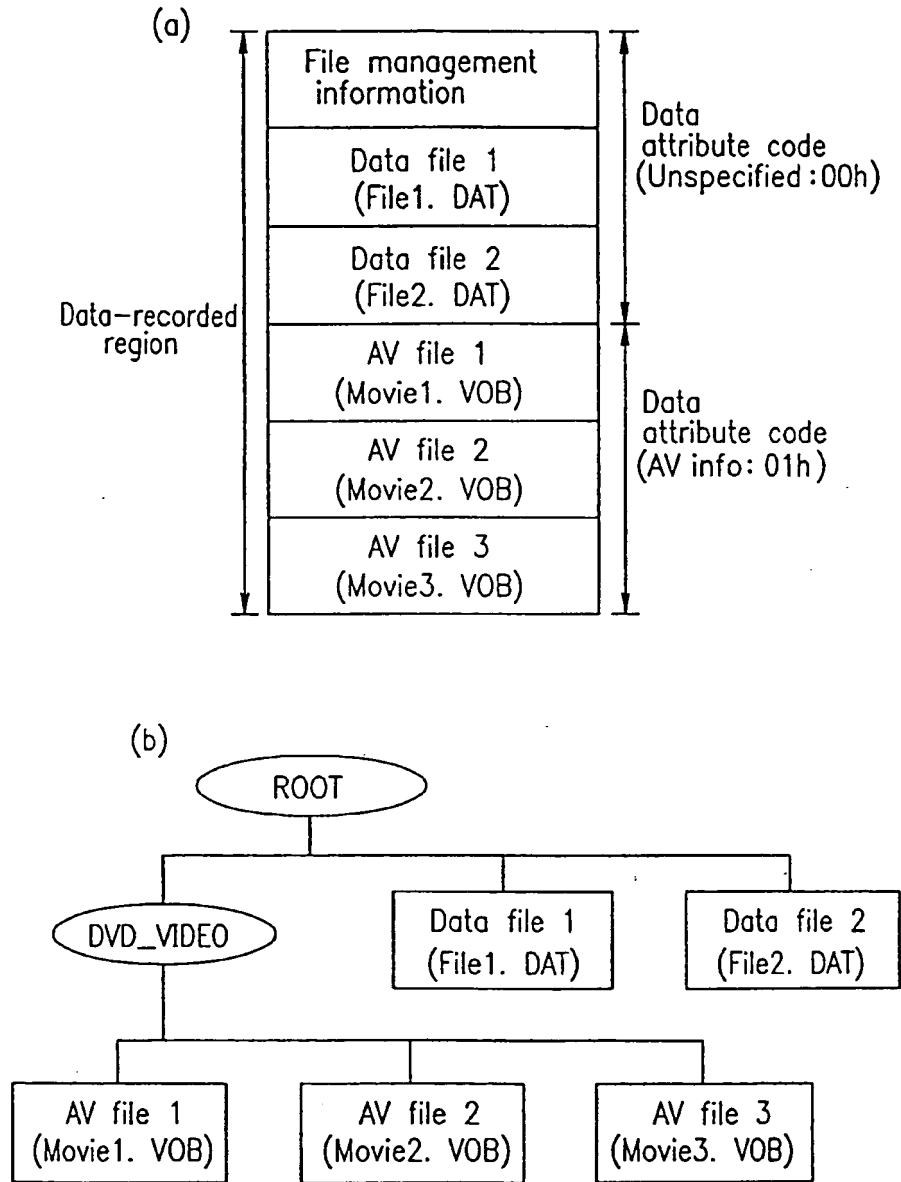 (a)
File management
information
Data file 1
(File1. DAT)
Data file 2
(File2. DAT)
AV file 1
(Movie1. VOB)
AV file 2
(Movie2. VOB)
AV file 3
(Movie3. VOB)
Data-recorded
region
Data
attribute code
(Unspecified:00h)
Data
attribute code
(AV info: 01h)
(b)
ROOT
DVD_VIDEO
Data file 1
(File1. DAT)
Data file 2
(File2. DAT)
AV file 1
(Movie1. VOB)
AV file 2
(Movie2. VOB)
AV file 3
(Movie3. VOB)